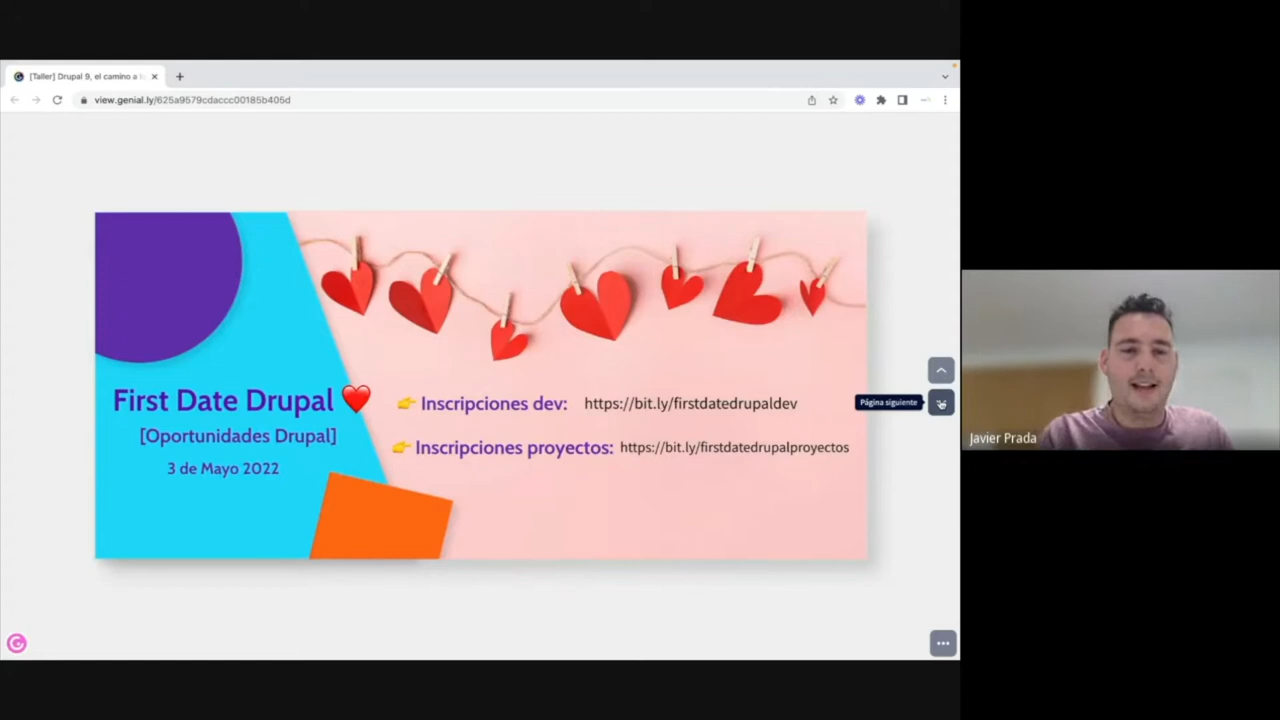 [Taller] Drupal 9, el camino a
view.genial.ly/625a9579cdaccc00185b405d
First Date Drupal ❤️
[Oportunidades Drupal]
3 de Mayo 2022
👉 Inscripciones dev: https://bit.ly/firstdatedrupaldev
👉 Inscripciones proyectos: https://bit.ly/firstdatedrupalproyectos
Página siguiente
Javier Prada